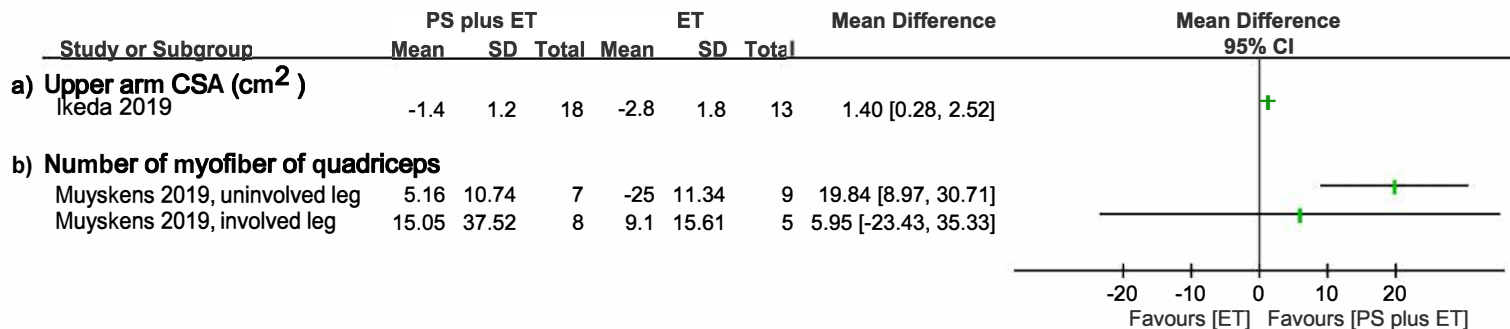 PS plus ET ET Mean Difference Mean Difference
Study or Subgroup Mean SD Total Mean SD Total 95% CI
a) Upper arm CSA (cm2 )
Ikeda 2019 -1.4 1.2 18 -2.8 1.8 13 1.40 [0.28, 2.52]
b) Number of myofiber of quadriceps
Muyskens 2019, uninvolved leg 5.16 10.74 7 -25 11.34 9 19.84 [8.97, 30.71]
Muyskens 2019, involved leg 15.05 37.52 8 9.1 15.61 5 5.95 [-23.43, 35.33]
-20 -10 0 10 20
Favours [ET] Favours [PS plus ET]